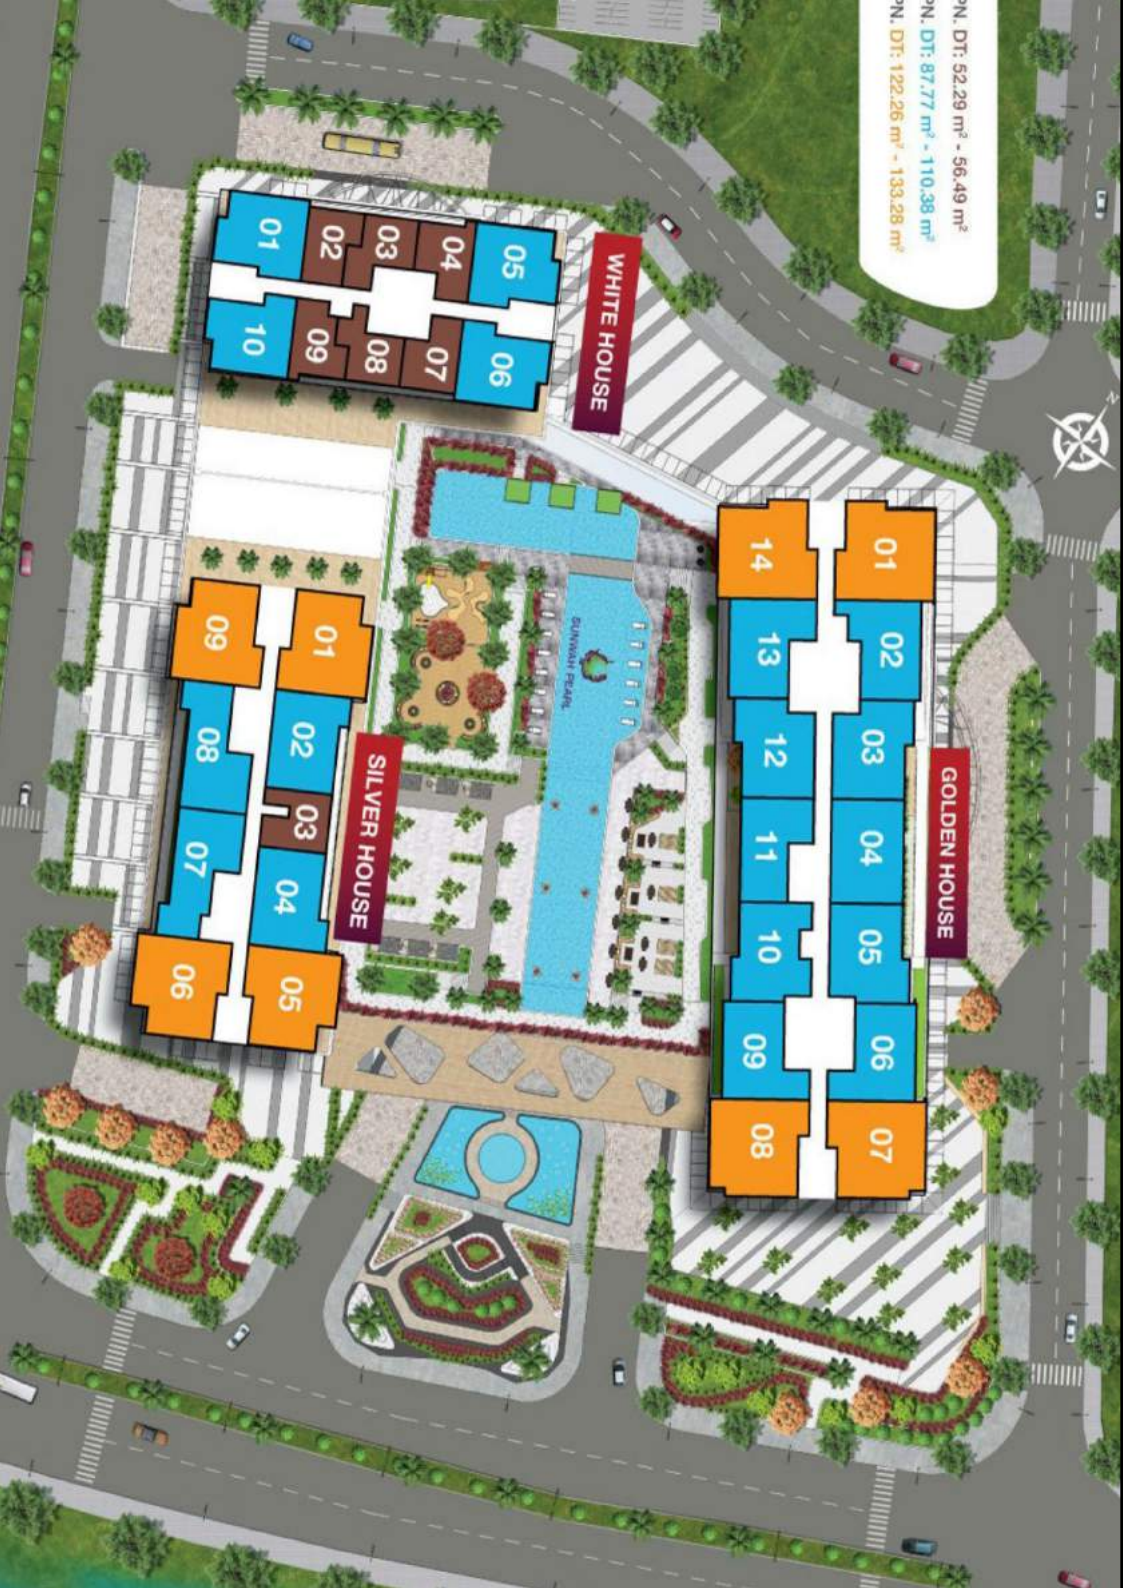 PN. DT: 52.29 m² - 56.49 m²
PN. DT: 87.77 m² - 110.38 m²
PN. DT: 122.26 m² - 133.28 m²
N
GOLDEN HOUSE
01 02 03 04 05 06 07
14 13 12 11 10 09 08
WHITE HOUSE
05 06
04 07
03 08
02 09
01 10
SUNWAH PEARL
SILVER HOUSE
01 02 03 04 05
09 08 07 06